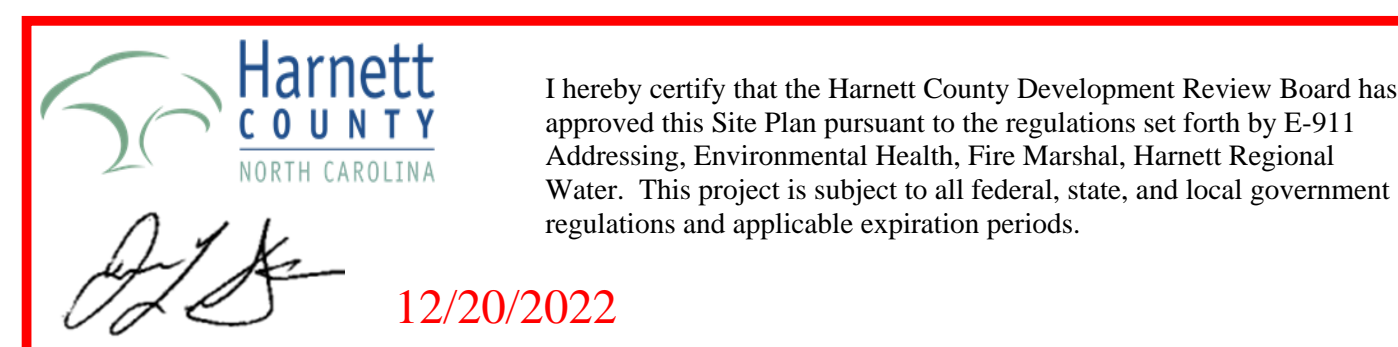 Harnett
COUNTY
NORTH CAROLINA
I hereby certify that the Harnett County Development Review Board has
approved this Site Plan pursuant to the regulations set forth by E-911
Addressing, Environmental Health, Fire Marshal, Harnett Regional
Water.  This project is subject to all federal, state, and local government
regulations and applicable expiration periods.
12/20/2022